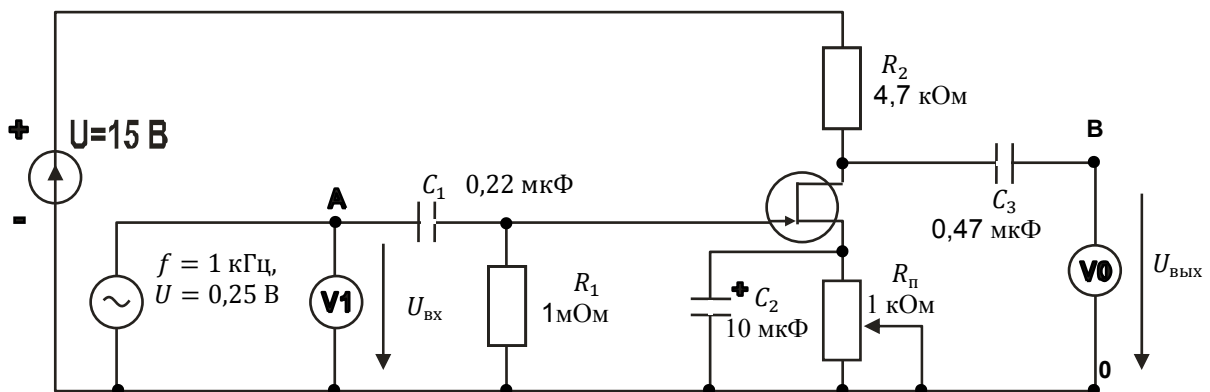 R₂
4,7 кОм
+
U=15 В
-
A
C₁ 0,22 мкФ
B
C₃
0,47 мкФ
f = 1 кГц,
U = 0,25 В
V1
Uвх
R₁
1мОм
+
C₂
10 мкФ
Rп
1 кОм
V0
Uвых
0